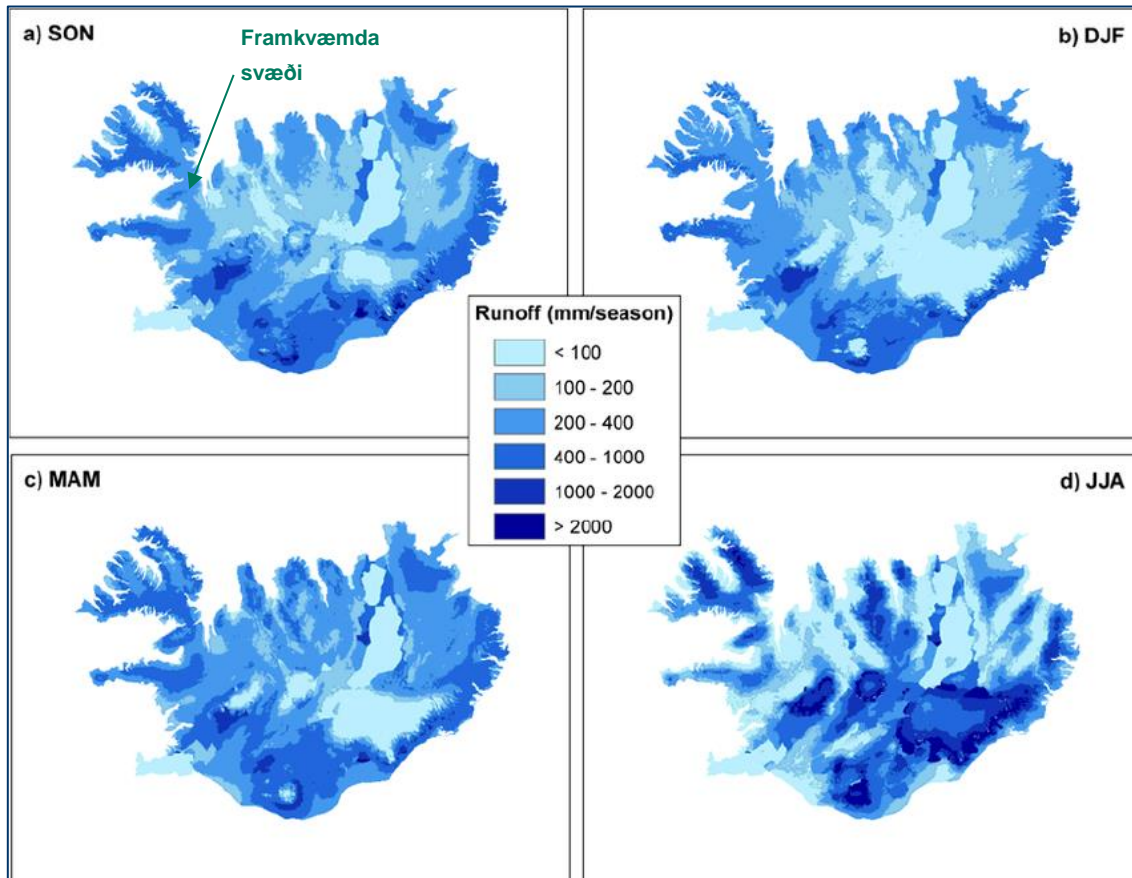 a) SON
Framkvæmda
svæði
b) DJF
Runoff (mm/season)
< 100
100 - 200
200 - 400
400 - 1000
1000 - 2000
> 2000
c) MAM
d) JJA